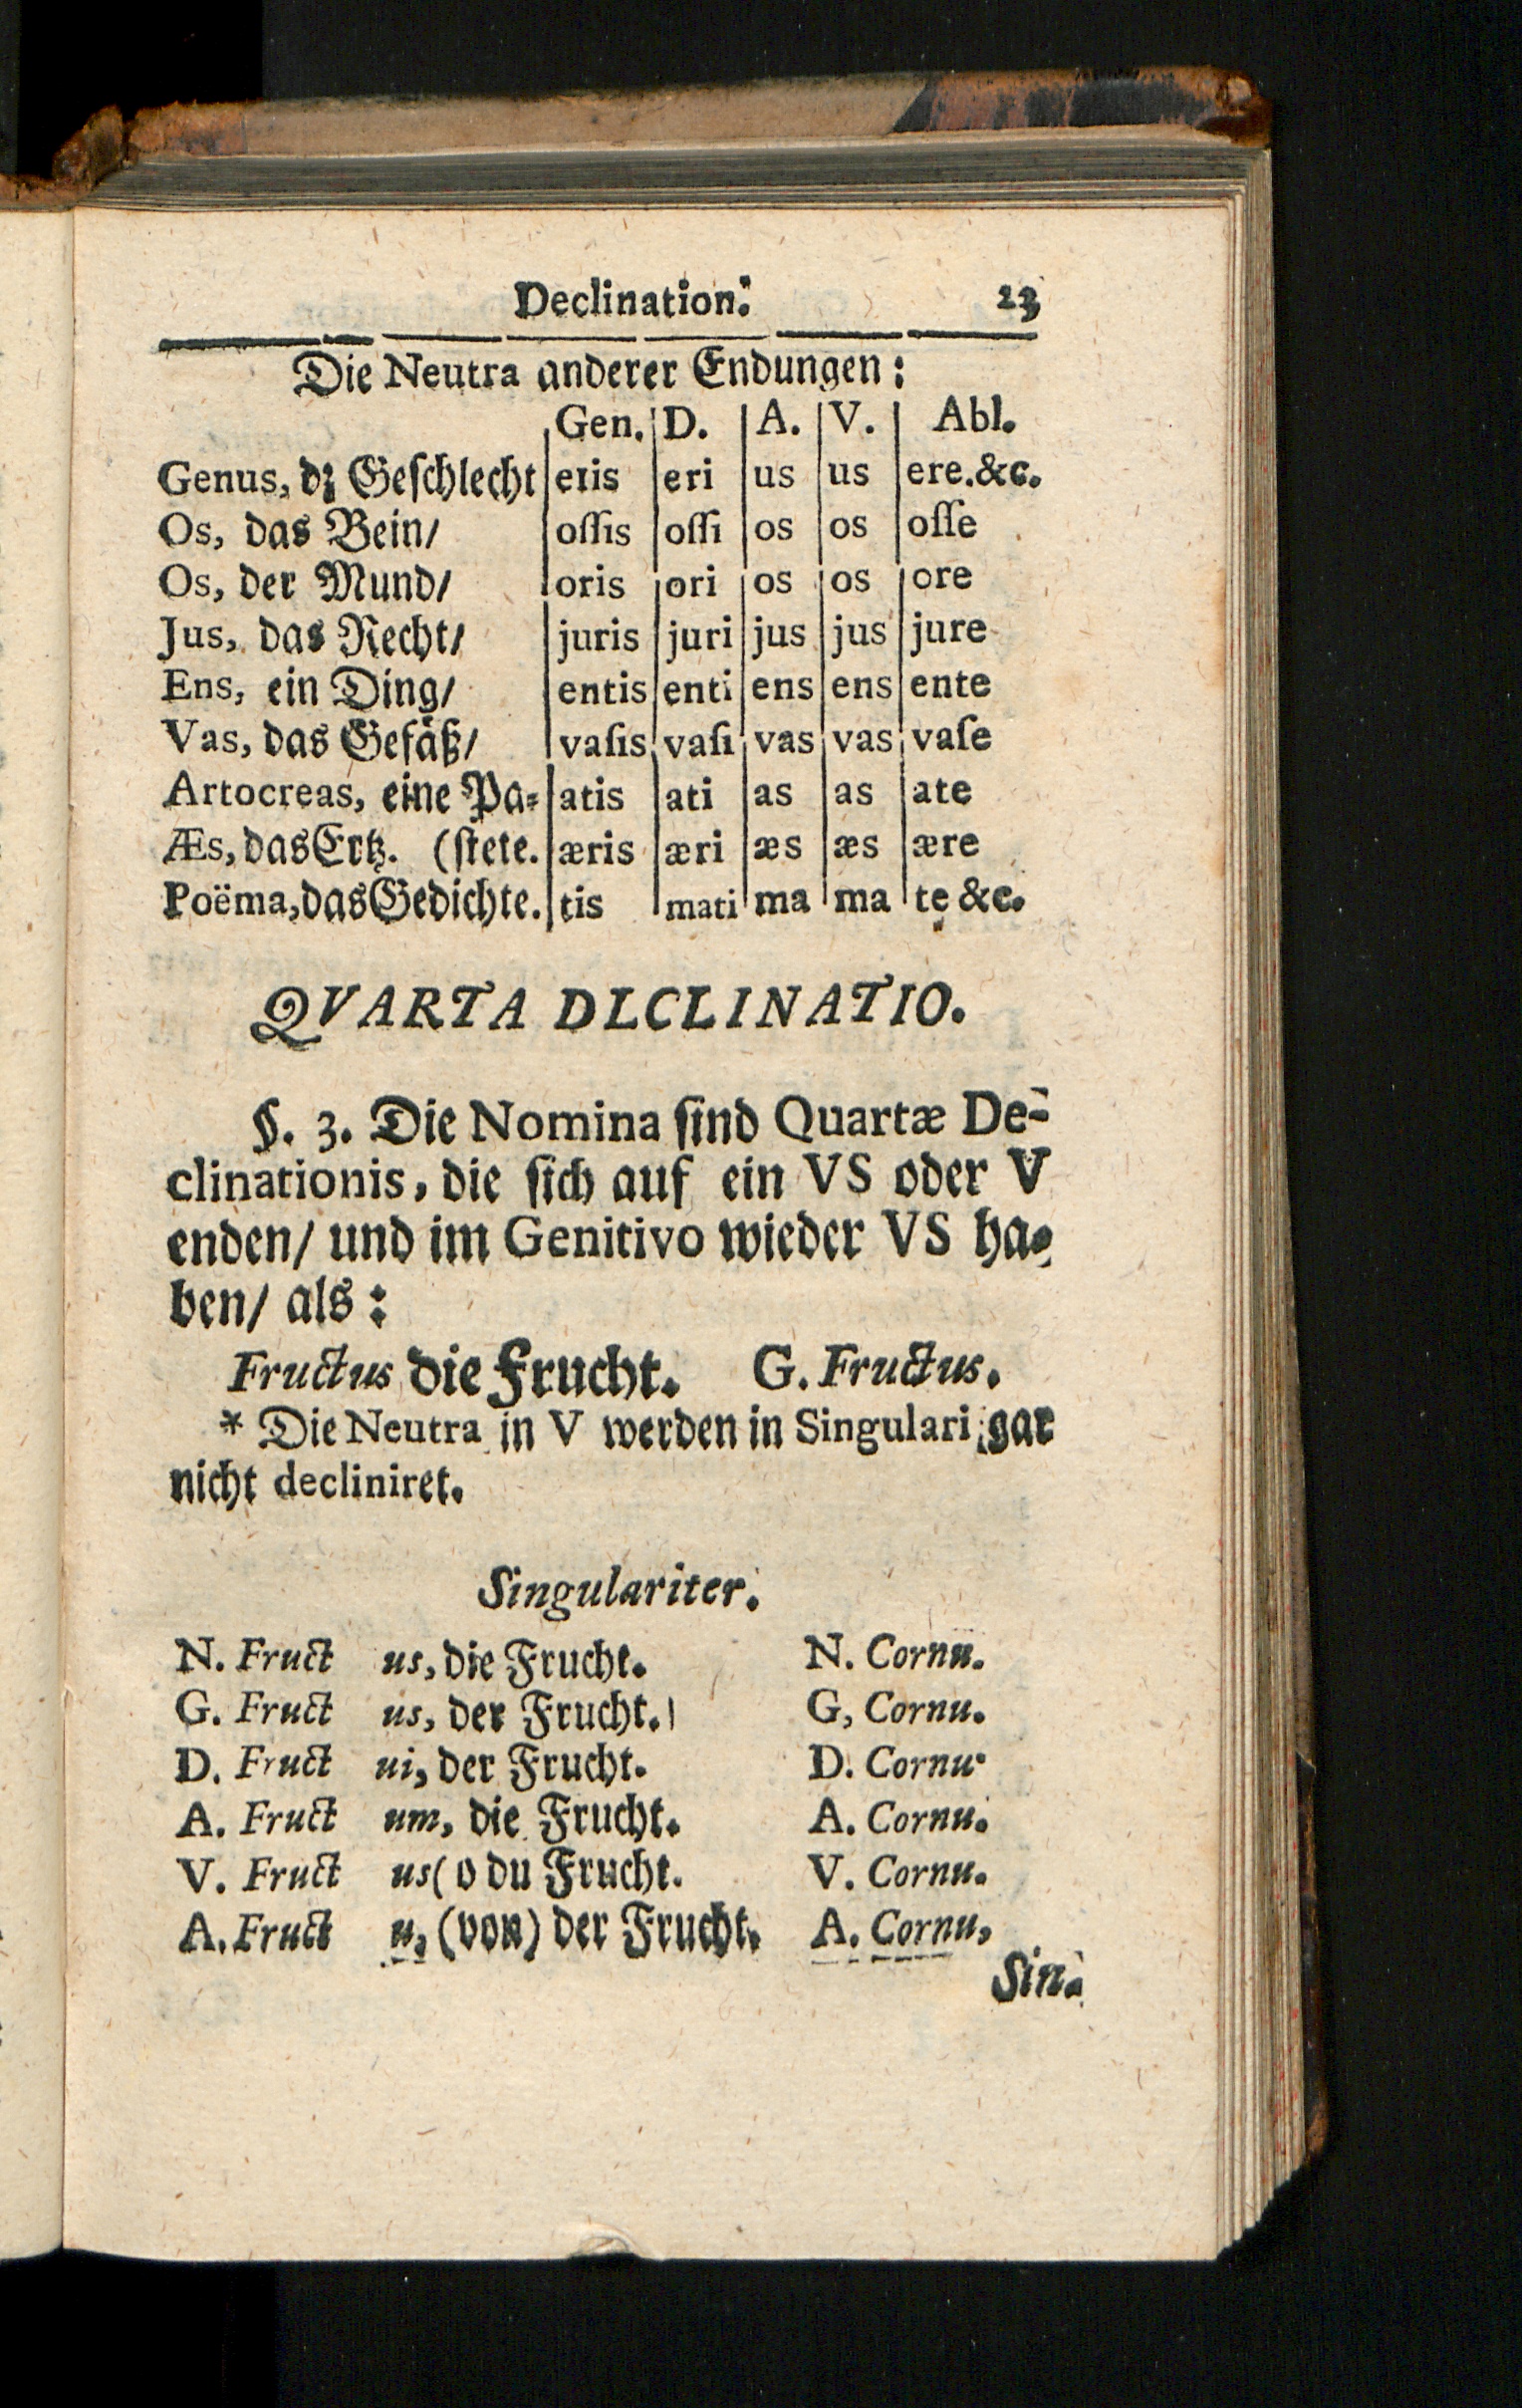 Declination. 23
Die Neutra anderer Endungen:
Gen. | D. | A. | V. | Abl.
Genus, dꝫ Geſchlecht | eris | eri | us | us | ere. &c.
Os, das Bein/ | oſſis | oſſi | os | os | oſſe
Os, der Mund/ | oris | ori | os | os | ore
Jus, das Recht/ | juris | juri | jus | jus | jure
Ens, ein Ding/ | entis | enti | ens | ens | ente
Vas, das Gefäß/ | vaſis | vaſi | vas | vas | vaſe
Artocreas, eine Pa- | atis | ati | as | as | ate
Æs, das Ertz. (ſtete. | æris | æri | æs | æs | ære
Poëma, das Gedichte. | tis | mati | ma | ma | te &c.
QVARTA DLCLINATIO.
§. 3. Die Nomina ſind Quartæ De-
clinationis, die ſich auf ein VS oder V
enden/ und im Genitivo wieder VS ha-
ben/ als:
Fructus die Frucht. G. Fructus.
* Die Neutra in V werden in Singulari gar
nicht decliniret.
Singulariter.
N. Fruct us, die Frucht. N. Cornu.
G. Fruct us, der Frucht. G, Cornu.
D. Fruct ui, der Frucht. D. Cornu.
A. Fruct um, die Frucht. A. Cornu.
V. Fruct us (o du Frucht. V. Cornu.
A. Fruct u, (von) der Frucht. A. Cornu,
Sin-